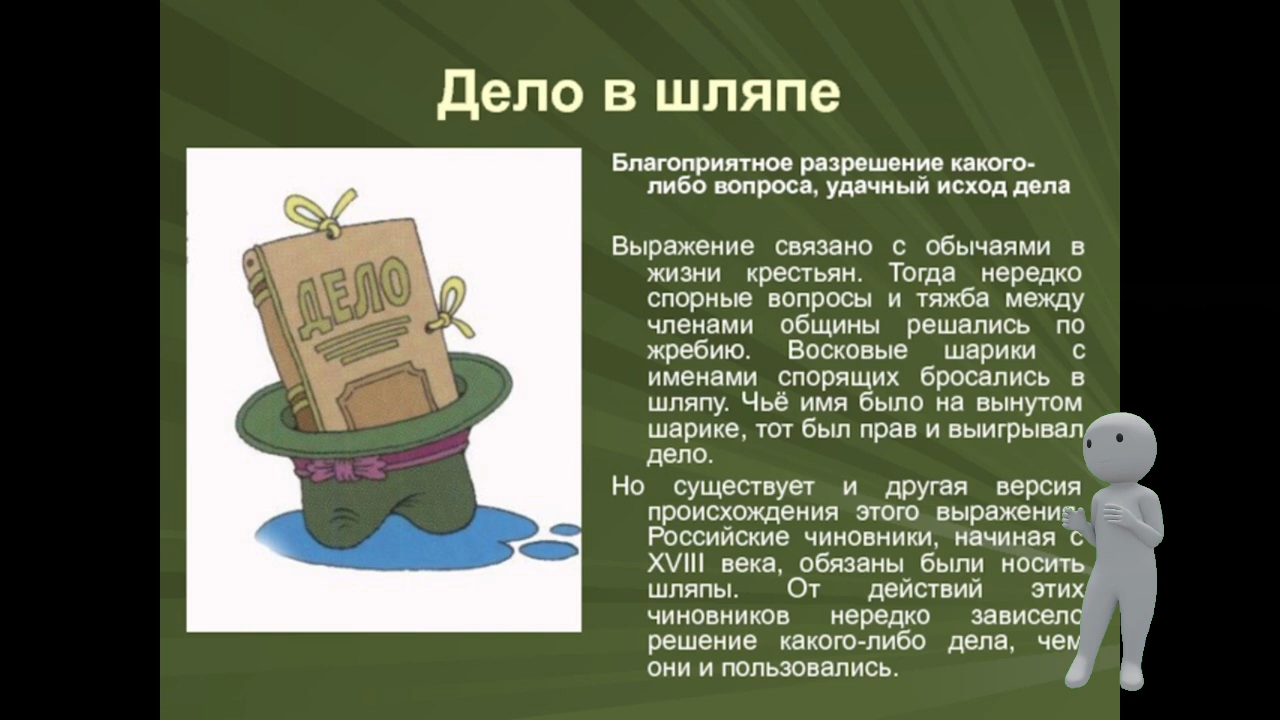 Дело в шляпе
ДЕЛО
Благоприятное разрешение какого-
либо вопроса, удачный исход дела
Выражение связано с обычаями в
жизни крестьян. Тогда нередко
спорные вопросы и тяжба между
членами общины решались по
жребию. Восковые шарики с
именами спорящих бросались в
шляпу. Чьё имя было на вынутом
шарике, тот был прав и выигрывал
дело.
Но существует и другая версия
происхождения этого выражения.
Российские чиновники, начиная с
XVIII века, обязаны были носить
шляпы. От действий этих
чиновников нередко зависело
решение какого-либо дела, чем
они и пользовались.